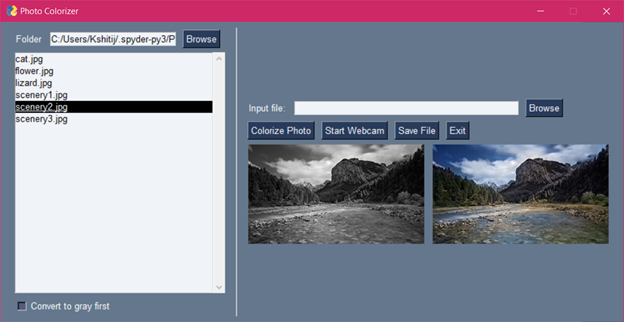 Photo Colorizer
Folder C:/Users/Kshitij/.spyder-py3/P Browse
cat.jpg
flower.jpg
lizard.jpg
scenery1.jpg
scenery2.jpg
scenery3.jpg
Convert to gray first
Input file: Browse
Colorize Photo Start Webcam Save File Exit